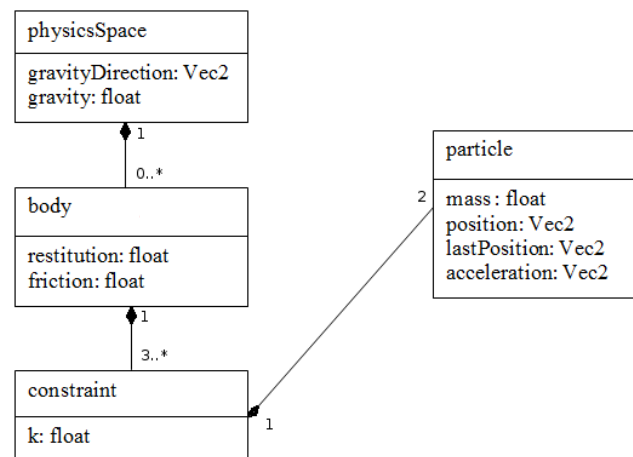 physicsSpace
gravityDirection: Vec2
gravity: float
1
0..*
body
restitution: float
friction: float
1
3..*
constraint
k: float
1
2
particle
mass : float
position: Vec2
lastPosition: Vec2
acceleration: Vec2